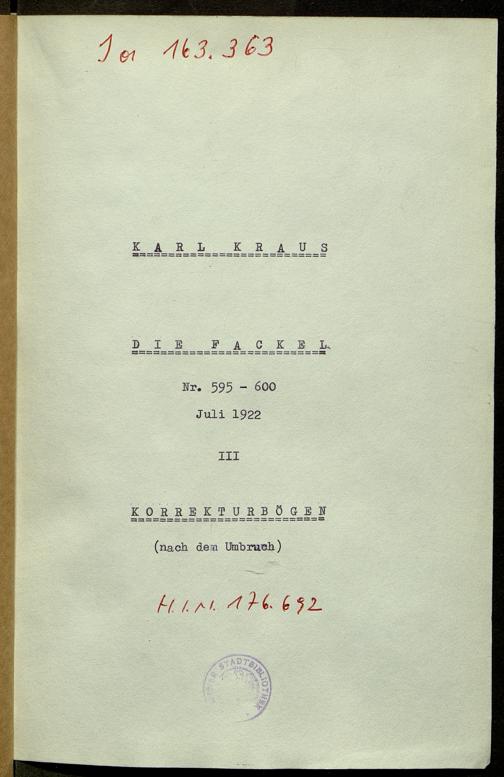 Ja 163.363
KARL KRAUS
DIE FACKEL
Nr. 595 - 600
Juli 1922
III
KORREKTURBÖGEN
(nach dem Umbruch)
H.I.N. 176.692
STADTBIBLIOTHEK